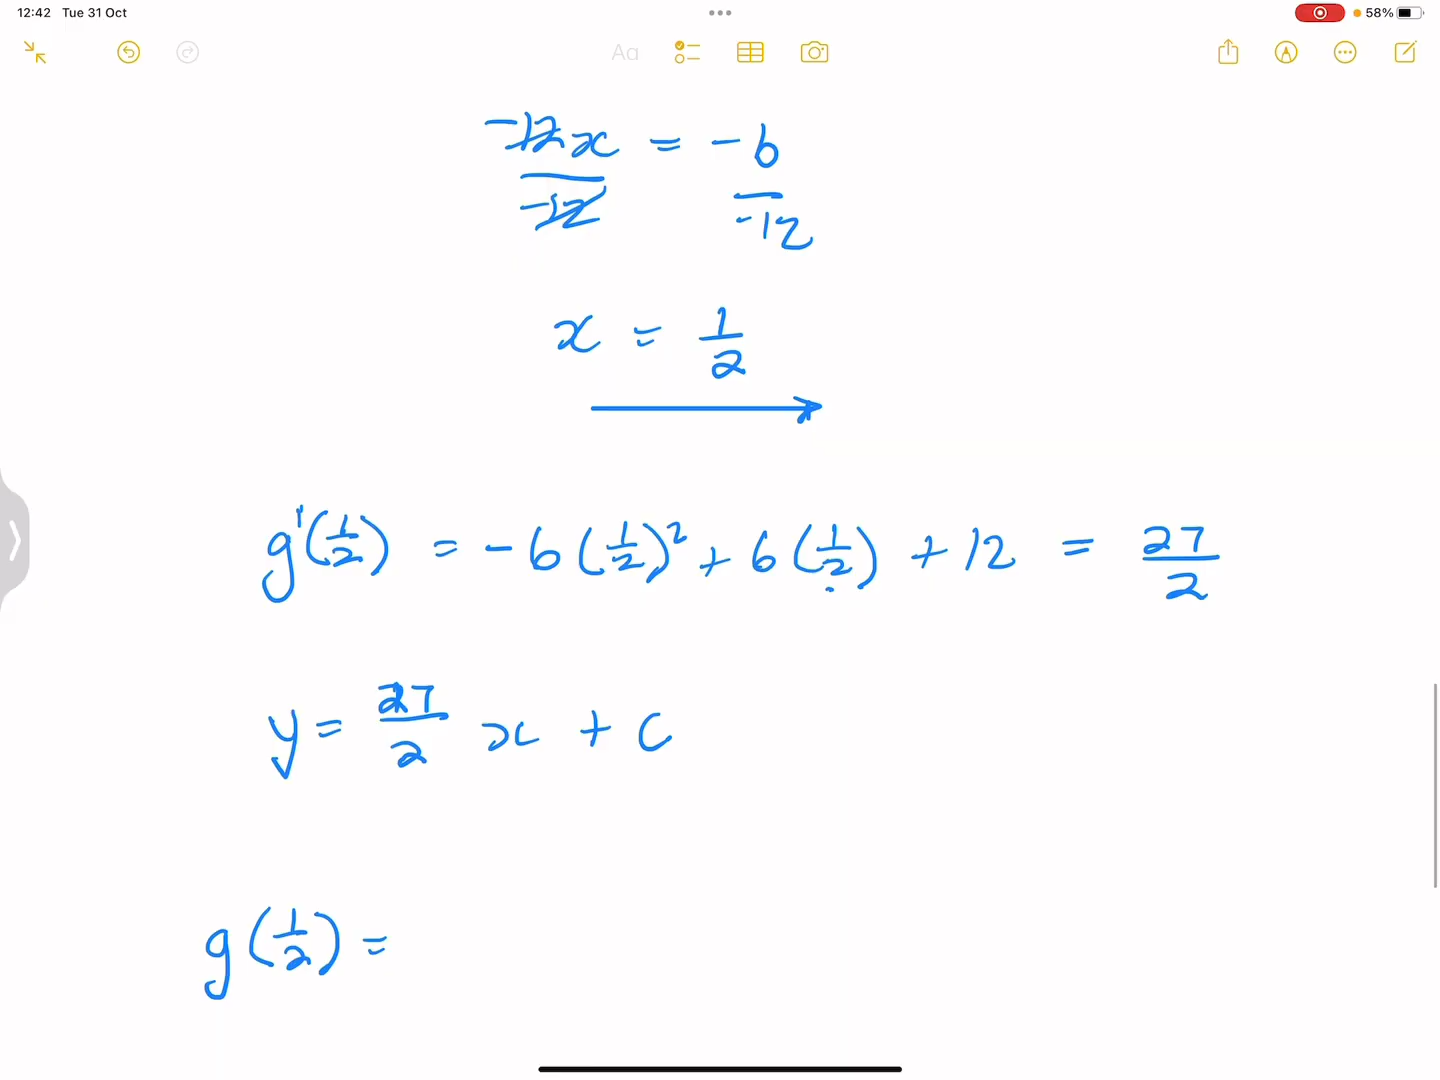 12:42 Tue 31 Oct 58%
Aa
-12x = -6
-12 -12
x = 1/2
g'(1/2) = -6(1/2)² + 6(1/2) + 12 = 27/2
y = 27/2 x + c
g(1/2) =